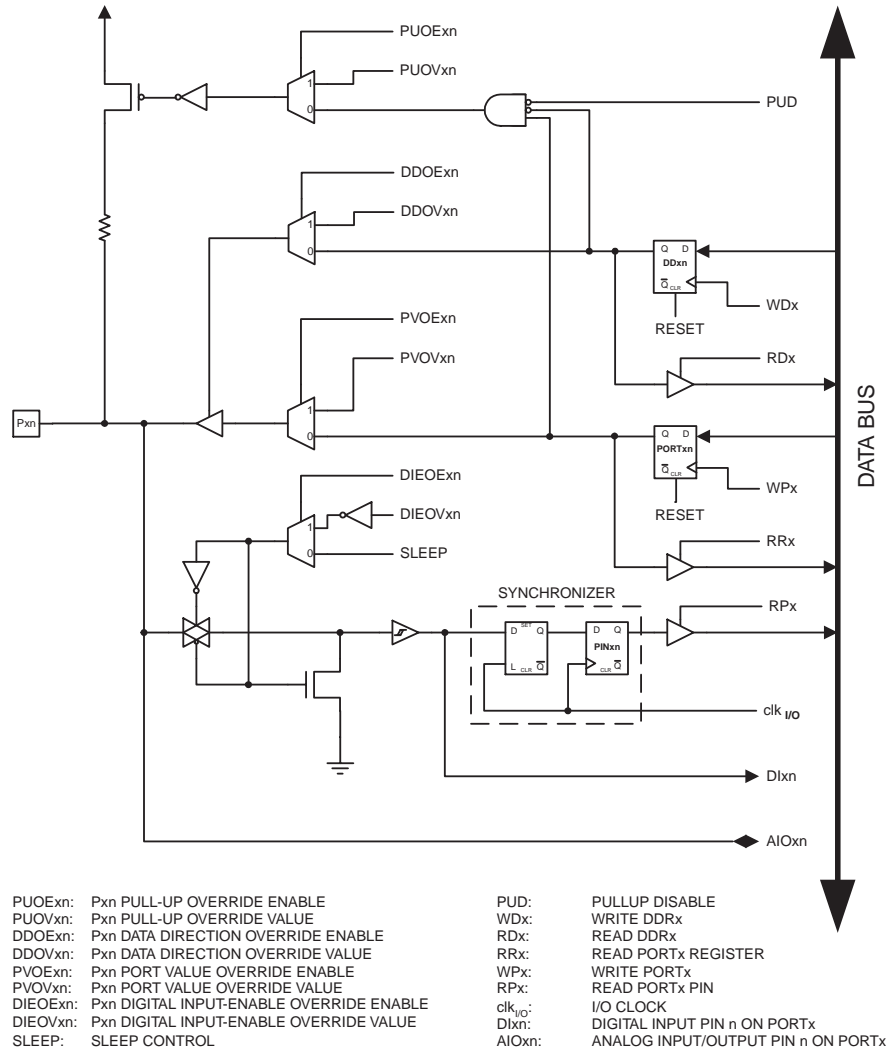 PUOExn
PUOVxn
1
0
PUD
DDOExn
DDOVxn
1
0
Q D
DDxn
Q CLR
WDx
RESET
RDx
PVOExn
PVOVxn
1
0
Pxn
Q D
PORTxn
Q CLR
WPx
RESET
RRx
DATA BUS
DIEOExn
DIEOVxn
1
0
SLEEP
SYNCHRONIZER
RPx
D SET Q
L CLR Q
D Q
PINxn
CLR Q
clk I/O
DIxn
AIOxn
PUOExn: Pxn PULL-UP OVERRIDE ENABLE
PUOVxn: Pxn PULL-UP OVERRIDE VALUE
DDOExn: Pxn DATA DIRECTION OVERRIDE ENABLE
DDOVxn: Pxn DATA DIRECTION OVERRIDE VALUE
PVOExn: Pxn PORT VALUE OVERRIDE ENABLE
PVOVxn: Pxn PORT VALUE OVERRIDE VALUE
DIEOExn: Pxn DIGITAL INPUT-ENABLE OVERRIDE ENABLE
DIEOVxn: Pxn DIGITAL INPUT-ENABLE OVERRIDE VALUE
SLEEP: SLEEP CONTROL
PUD: PULLUP DISABLE
WDx: WRITE DDRx
RDx: READ DDRx
RRx: READ PORTx REGISTER
WPx: WRITE PORTx
RPx: READ PORTx PIN
clk I/O: I/O CLOCK
DIxn: DIGITAL INPUT PIN n ON PORTx
AIOxn: ANALOG INPUT/OUTPUT PIN n ON PORTx